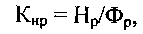 Кнр = Нр/Фр,